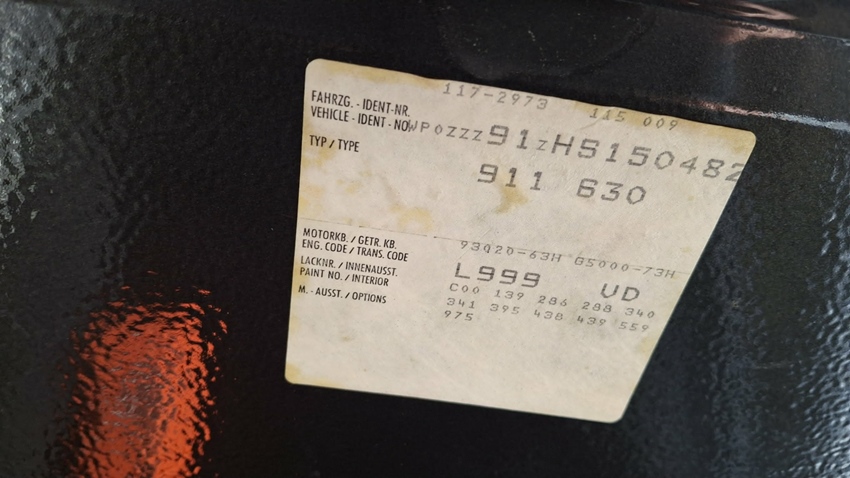 117-2973 115 009
FAHRZG. - IDENT-NR.
VEHICLE - IDENT - NO. WP0ZZZ91ZHS150482
TYP / TYPE 911 630
MOTORKB. / GETR. KB.
ENG. CODE / TRANS. CODE 93020-63H G5000-73H
LACKNR. / INNENAUSST.
PAINT NO. / INTERIOR L999 UD
M. - AUSST. / OPTIONS C00 139 286 288 340
341 395 438 439 559
975